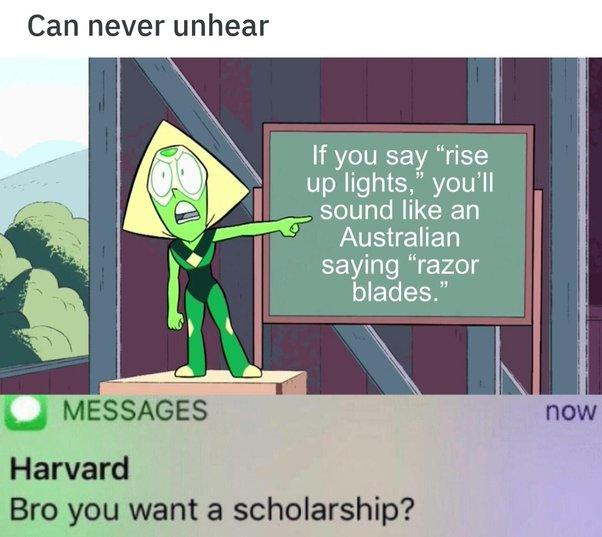 Can never unhear
If you say “rise
up lights,” you’ll
sound like an
Australian
saying “razor
blades.”
MESSAGES
now
Harvard
Bro you want a scholarship?